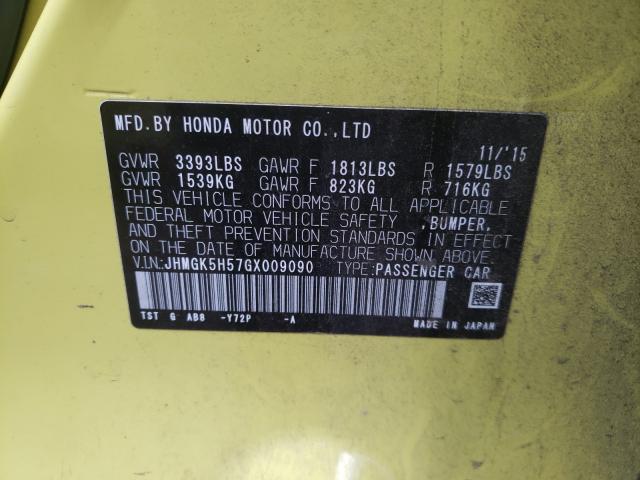 MFD.BY HONDA MOTOR CO.,LTD
11/'15
GVWR 3393LBS GAWR F 1813LBS R 1579LBS
GVWR 1539KG GAWR F 823KG R 716KG
THIS VEHICLE CONFORMS TO ALL APPLICABLE
FEDERAL MOTOR VEHICLE SAFETY ,BUMPER,
AND THEFT PREVENTION STANDARDS IN EFFECT
ON THE DATE OF MANUFACTURE SHOWN ABOVE.
V.I.N:JHMGK5H57GX009090 TYPE:PASSENGER CAR
TST G AB8 -Y72P -A MADE IN JAPAN